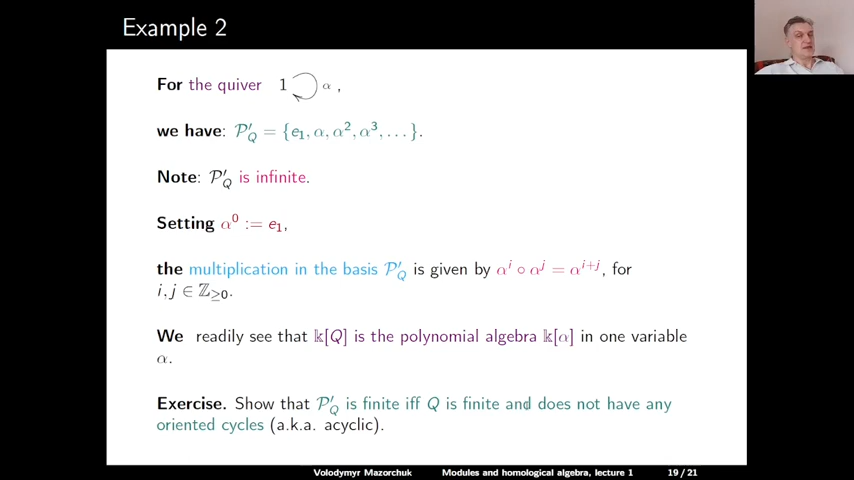 Example 2
For the quiver 1 α ,
we have: 𝒫′_Q = {e₁, α, α², α³, . . . }.
Note: 𝒫′_Q is infinite.
Setting α⁰ := e₁,
the multiplication in the basis 𝒫′_Q is given by αⁱ ∘ αʲ = αⁱ⁺ʲ, for
i, j ∈ ℤ≥0.
We readily see that 𝕜[Q] is the polynomial algebra 𝕜[α] in one variable
α.
Exercise. Show that 𝒫′_Q is finite iff Q is finite and does not have any
oriented cycles (a.k.a. acyclic).
Volodymyr Mazorchuk Modules and homological algebra, lecture 1 19 / 21